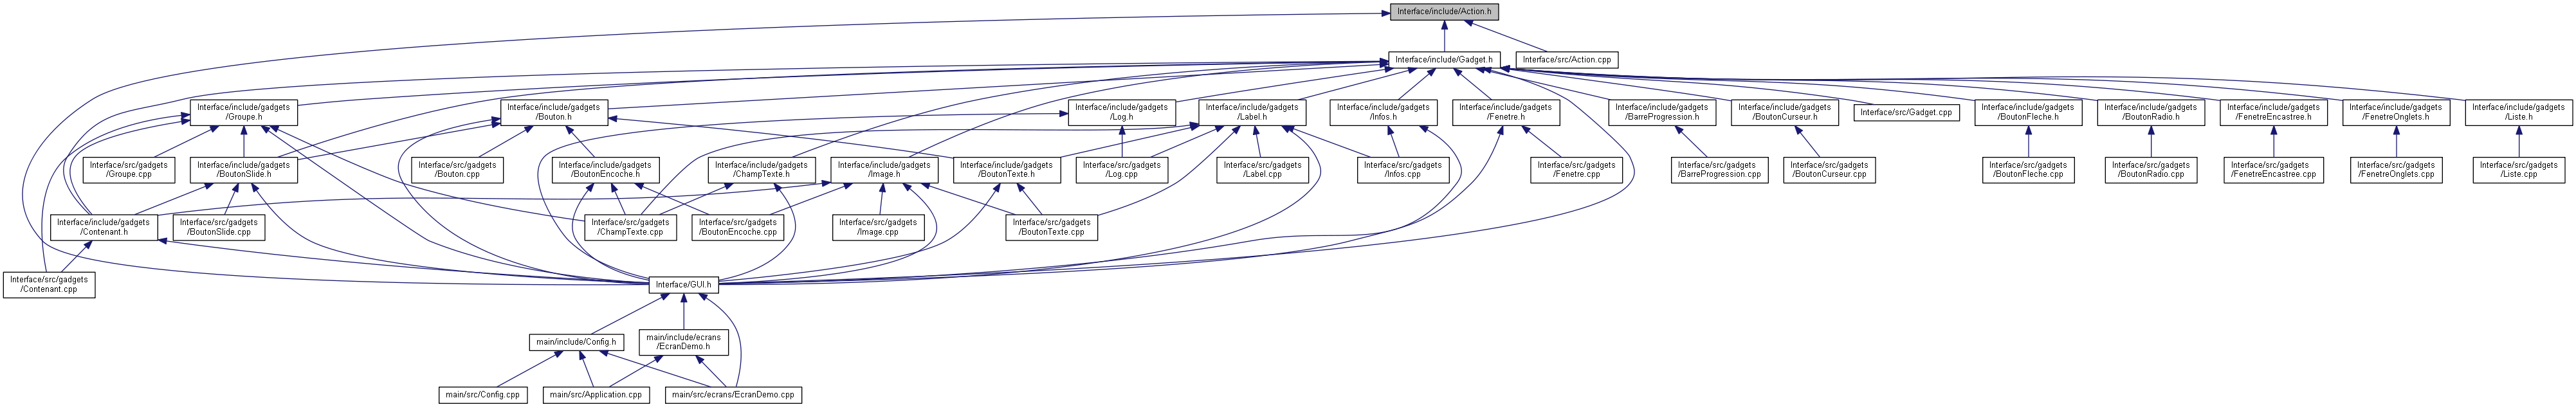 Interface/include/Action.h
Interface/include/Gadget.h
Interface/src/Action.cpp
Interface/include/gadgets
/Groupe.h
Interface/include/gadgets
/Bouton.h
Interface/include/gadgets
/Log.h
Interface/include/gadgets
/Label.h
Interface/include/gadgets
/Infos.h
Interface/include/gadgets
/Fenetre.h
Interface/include/gadgets
/BarreProgression.h
Interface/include/gadgets
/BoutonCurseur.h
Interface/src/Gadget.cpp
Interface/include/gadgets
/BoutonFleche.h
Interface/include/gadgets
/BoutonRadio.h
Interface/include/gadgets
/FenetreEncastree.h
Interface/include/gadgets
/FenetreOnglets.h
Interface/include/gadgets
/Liste.h
Interface/src/gadgets
/Groupe.cpp
Interface/include/gadgets
/BoutonSlide.h
Interface/src/gadgets
/Bouton.cpp
Interface/include/gadgets
/BoutonEncoche.h
Interface/include/gadgets
/ChampTexte.h
Interface/include/gadgets
/Image.h
Interface/include/gadgets
/BoutonTexte.h
Interface/src/gadgets
/Log.cpp
Interface/src/gadgets
/Label.cpp
Interface/src/gadgets
/Infos.cpp
Interface/src/gadgets
/Fenetre.cpp
Interface/src/gadgets
/BarreProgression.cpp
Interface/src/gadgets
/BoutonCurseur.cpp
Interface/src/gadgets
/BoutonFleche.cpp
Interface/src/gadgets
/BoutonRadio.cpp
Interface/src/gadgets
/FenetreEncastree.cpp
Interface/src/gadgets
/FenetreOnglets.cpp
Interface/src/gadgets
/Liste.cpp
Interface/include/gadgets
/Contenant.h
Interface/src/gadgets
/BoutonSlide.cpp
Interface/src/gadgets
/ChampTexte.cpp
Interface/src/gadgets
/BoutonEncoche.cpp
Interface/src/gadgets
/Image.cpp
Interface/src/gadgets
/BoutonTexte.cpp
Interface/src/gadgets
/Contenant.cpp
Interface/GUI.h
main/include/Config.h
main/include/ecrans
/EcranDemo.h
main/src/Config.cpp
main/src/Application.cpp
main/src/ecrans/EcranDemo.cpp